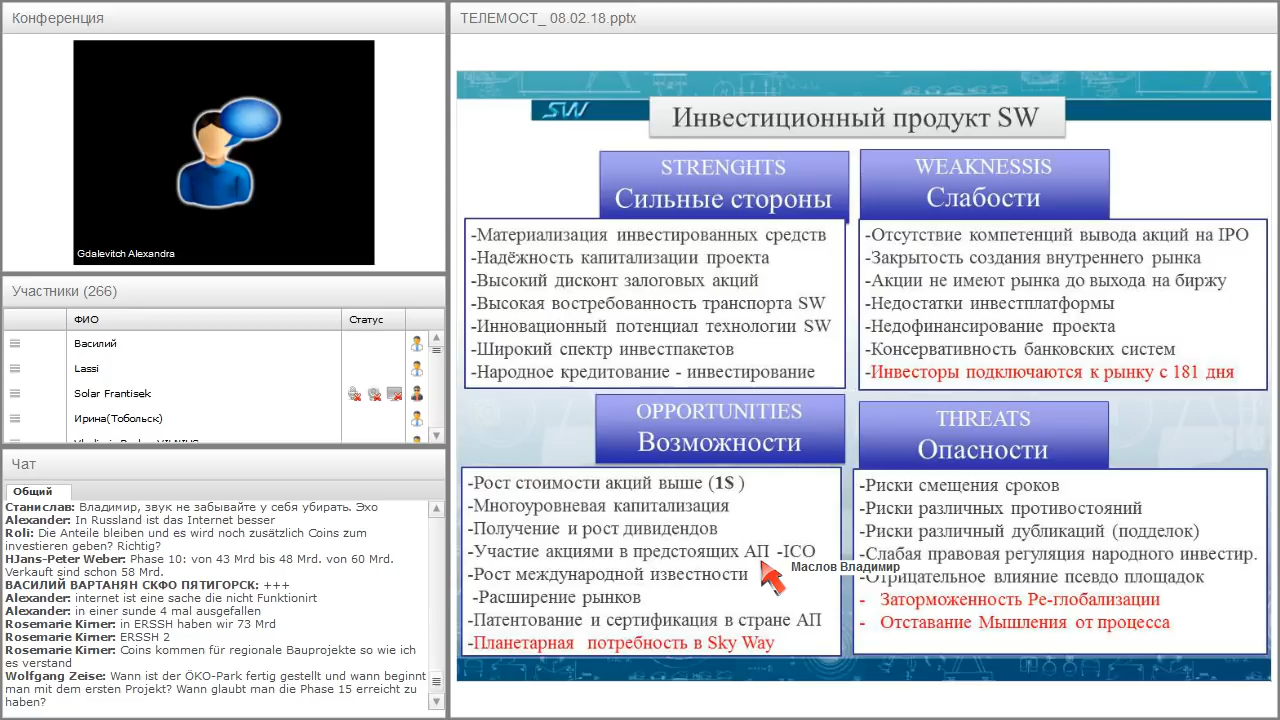 Конференция
Gdalevitch Alexandra
Участники (266)
ФИО
Статус
Василий
Lassi
Solar Frantisek
Ирина(Тобольск)
Чат
Общий
Станислав: Владимир, звук не забывайте у себя убирать. Эхо
Alexander: In Russland ist das Internet besser
Roli: Die Anteile bleiben und es wird noch zusätzlich Coins zum
investieren geben? Richtig?
HJans-Peter Weber: Phase 10: von 43 Mrd bis 48 Mrd. von 60 Mrd.
Verkauft sind schon 58 Mrd.
ВАСИЛИЙ ВАРТАНЯН СКФО ПЯТИГОРСК: +++
Alexander: internet ist eine sache die nicht Funktionirt
Alexander: in einer sunde 4 mal ausgefallen
Rosemarie Kirner: in ERSSH haben wir 73 Mrd
Rosemarie Kirner: ERSSH 2
Rosemarie Kirner: Coins kommen für regionale Bauprojekte so wie ich
es verstand
Wolfgang Zeise: Wann ist der ÖKO-Park fertig gestellt und wann beginnt
man mit dem ersten Projekt? Wann glaubt man die Phase 15 erreicht zu
haben?
ТЕЛЕМОСТ_ 08.02.18.pptx
SW
Инвестиционный продукт SW
STRENGHTS
Сильные стороны
-Материализация инвестированных средств
-Надёжность капитализации проекта
-Высокий дисконт залоговых акций
-Высокая востребованность транспорта SW
-Инновационный потенциал технологии SW
-Широкий спектр инвестпакетов
-Народное кредитование - инвестирование
WEAKNESSIS
Слабости
-Отсутствие компетенций вывода акций на IPO
-Закрытость создания внутреннего рынка
-Акции не имеют рынка до выхода на биржу
-Недостатки инвестплатформы
-Недофинансирование проекта
-Консервативность банковских систем
-Инвесторы подключаются к рынку с 181 дня
OPPORTUNITIES
Возможности
-Рост стоимости акций выше (1$ )
-Многоуровневая капитализация
-Получение и рост дивидендов
-Участие акциями в предстоящих АП -ICO
-Рост международной известности
-Расширение рынков
-Патентование и сертификация в стране АП
-Планетарная потребность в Sky Way
Маслов Владимир
THREATS
Опасности
-Риски смещения сроков
-Риски различных противостояний
-Риски различный дубликаций (подделок)
-Слабая правовая регуляция народного инвестир.
-Отрицательное влияние псевдо площадок
- Заторможенность Ре-глобализации
- Отставание Мышления от процесса